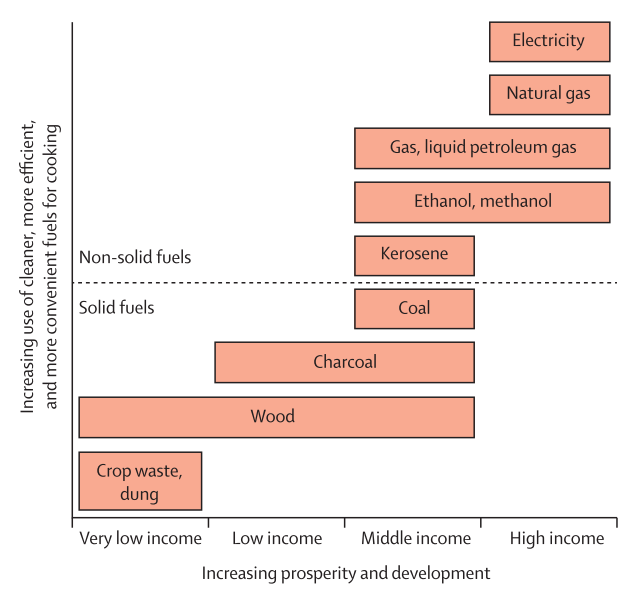 Increasing use of cleaner, more efficient,
and more convenient fuels for cooking
Electricity
Natural gas
Gas, liquid petroleum gas
Ethanol, methanol
Kerosene
Non-solid fuels
Solid fuels
Coal
Charcoal
Wood
Crop waste,
dung
Very low income
Low income
Middle income
High income
Increasing prosperity and development